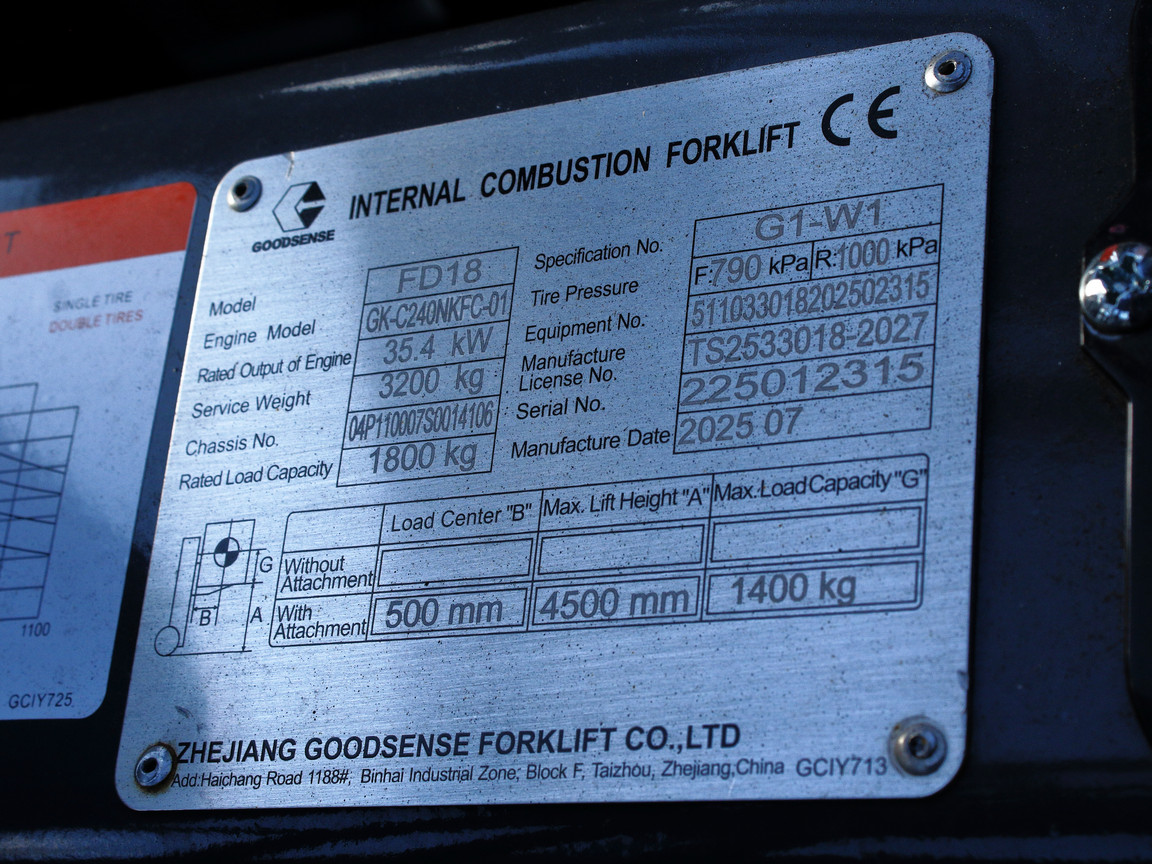 T
SINGLE TIRE
DOUBLE TIRES
1100
GCIY725
GOODSENSE
INTERNAL COMBUSTION FORKLIFT CE
Model FD18
Engine Model GK-C240NKFC-01
Rated Output of Engine 35.4 kW
Service Weight 3200 kg
Chassis No. 04P110007S0014106
Rated Load Capacity 1800 kg
Specification No. G1-W1
Tire Pressure F:790 kPa R:1000 kPa
Equipment No. 511033018202502315
Manufacture License No. TS2533018-2027
Serial No. 225012315
Manufacture Date 2025 07
Load Center "B" Max. Lift Height "A" Max.Load Capacity "G"
Without Attachment
With Attachment 500 mm 4500 mm 1400 kg
G
B A
ZHEJIANG GOODSENSE FORKLIFT CO.,LTD
Add:Haichang Road 1188#, Binhai Industrial Zone, Block F, Taizhou, Zhejiang,China GCIY713